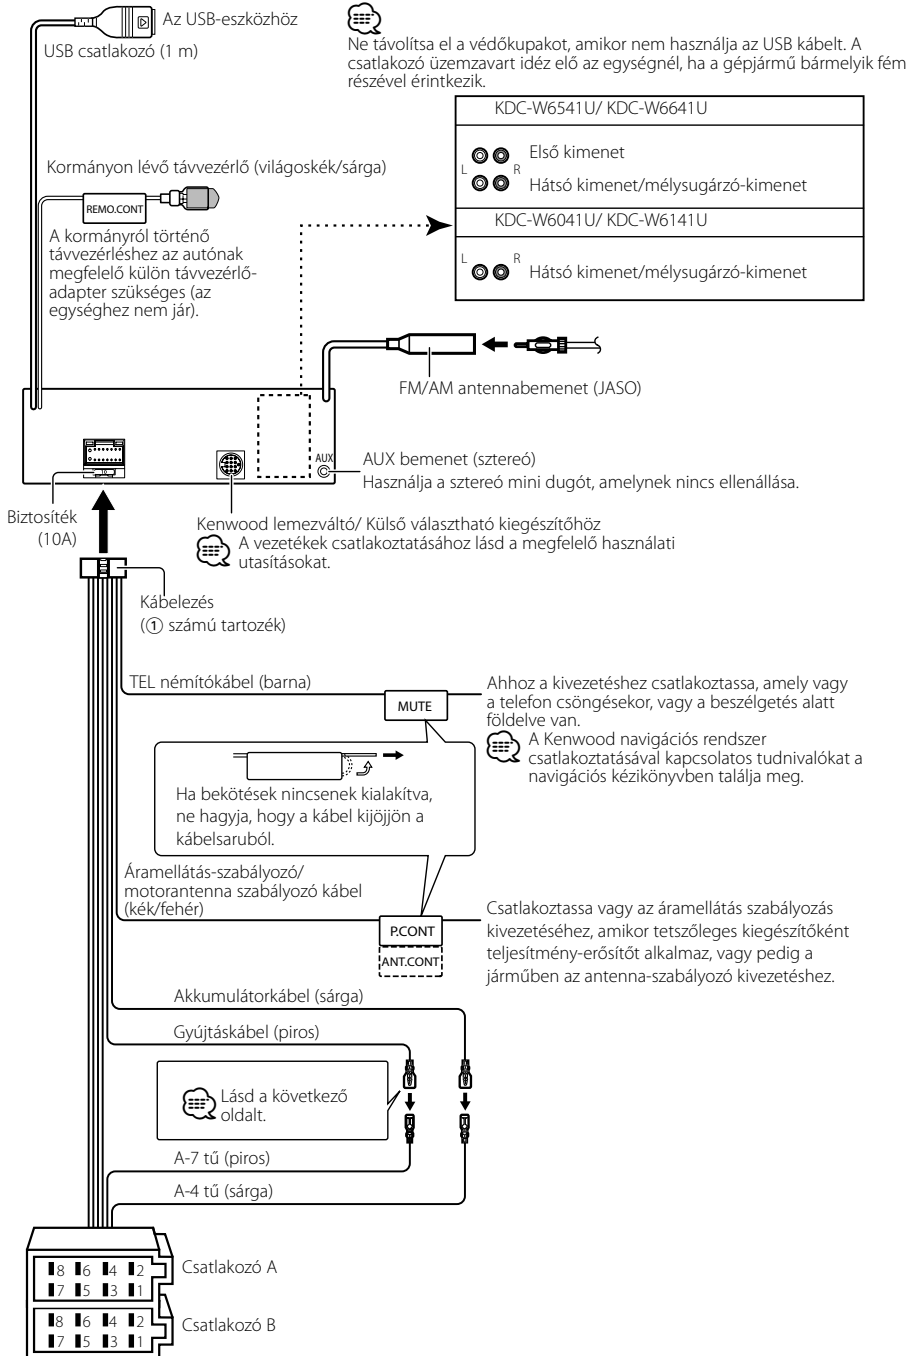 Az USB-eszközhöz
USB csatlakozó (1 m)
Ne távolítsa el a védőkupakot, amikor nem használja az USB kábelt. A
csatlakozó üzemzavart idéz elő az egységnél, ha a gépjármű bármelyik fém
részével érintkezik.
KDC-W6541U/ KDC-W6641U
L
R
Első kimenet
Hátsó kimenet/mélysugárzó-kimenet
KDC-W6041U/ KDC-W6141U
L
R
Hátsó kimenet/mélysugárzó-kimenet
Kormányon lévő távvezérlő (világoskék/sárga)
REMO.CONT
A kormányról történő
távvezérléshez az autónak
megfelelő külön távvezérlő-
adapter szükséges (az
egységhez nem jár).
FM/AM antennabemenet (JASO)
AUX
AUX bemenet (sztereó)
Használja a sztereó mini dugót, amelynek nincs ellenállása.
Biztosíték
(10A)
Kenwood lemezváltó/ Külső választható kiegészítőhöz
A vezetékek csatlakoztatásához lásd a megfelelő használati
utasításokat.
Kábelezés
(① számú tartozék)
TEL némítókábel (barna)
MUTE
Ahhoz a kivezetéshez csatlakoztassa, amely vagy
a telefon csöngésekor, vagy a beszélgetés alatt
földelve van.
A Kenwood navigációs rendszer
csatlakoztatásával kapcsolatos tudnivalókat a
navigációs kézikönyvben találja meg.
Ha bekötések nincsenek kialakítva,
ne hagyja, hogy a kábel kijöjjön a
kábelsaruból.
Áramellátás-szabályozó/
motorantenna szabályozó kábel
(kék/fehér)
P.CONT
ANT.CONT
Csatlakoztassa vagy az áramellátás szabályozás
kivezetéséhez, amikor tetszőleges kiegészítőként
teljesítmény-erősítőt alkalmaz, vagy pedig a
járműben az antenna-szabályozó kivezetéshez.
Akkumulátorkábel (sárga)
Gyújtáskábel (piros)
Lásd a következő
oldalt.
A-7 tű (piros)
A-4 tű (sárga)
8 6 4 2
7 5 3 1
Csatlakozó A
8 6 4 2
7 5 3 1
Csatlakozó B